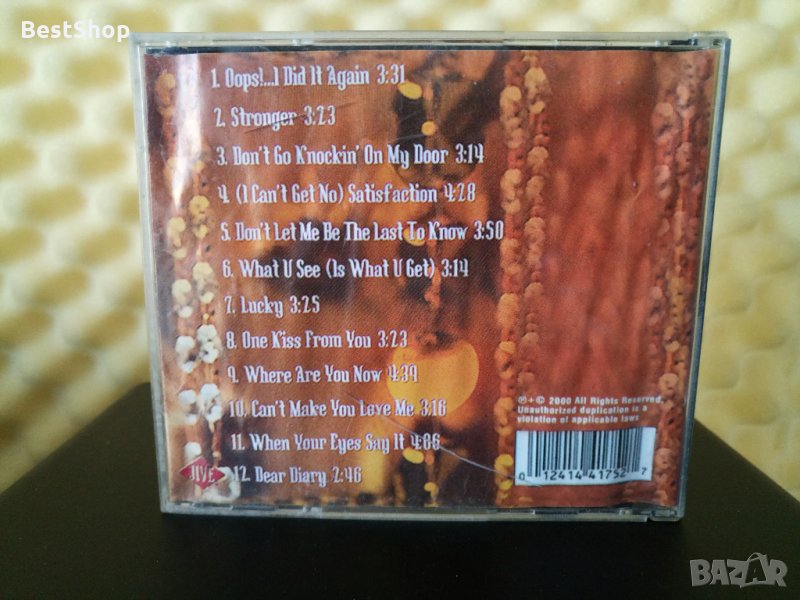 BestShop
1. Oops!...I Did It Again 3:31
2. Stronger 3:23
3. Don't Go Knockin' On My Door 3:14
4. (I Can't Get No) Satisfaction 4:28
5. Don't Let Me Be The Last To Know 3:50
6. What U See (Is What U Get) 3:14
7. Lucky 3:25
8. One Kiss From You 3:23
9. Where Are You Now 4:39
10. Can't Make You Love Me 3:16
11. When Your Eyes Say It 4:06
12. Dear Diary 2:46
JIVE
℗+© 2000 All Rights Reserved.
Unauthorized duplication is a
violation of applicable laws
0 12414 41752 7
BAZAR